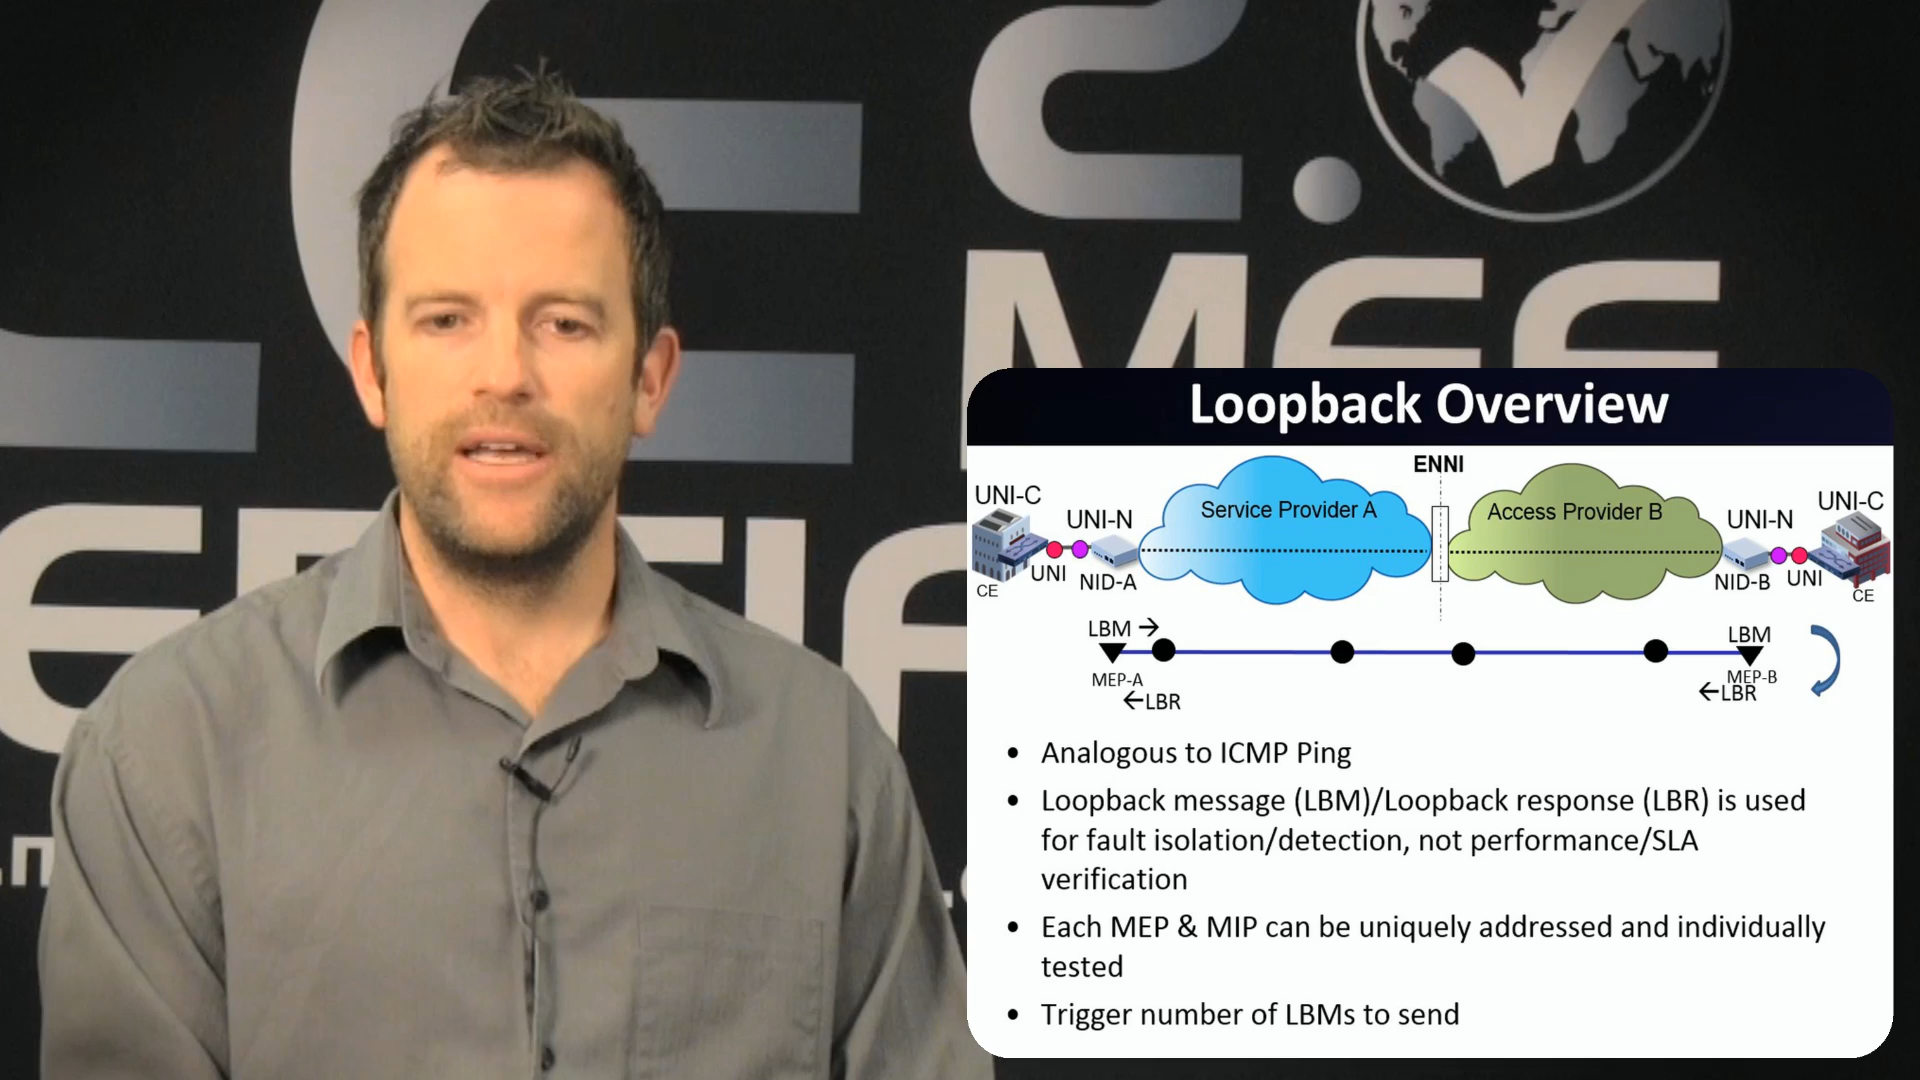 2.0
MEF
Loopback Overview
ENNI
UNI-C
UNI-C
Service Provider A
Access Provider B
UNI-N
UNI-N
UNI
NID-A
NID-B
UNI
CE
CE
LBM →
LBM
MEP-A
MEP-B
←LBR
←LBR
• Analogous to ICMP Ping
• Loopback message (LBM)/Loopback response (LBR) is used
for fault isolation/detection, not performance/SLA
verification
• Each MEP & MIP can be uniquely addressed and individually
tested
• Trigger number of LBMs to send